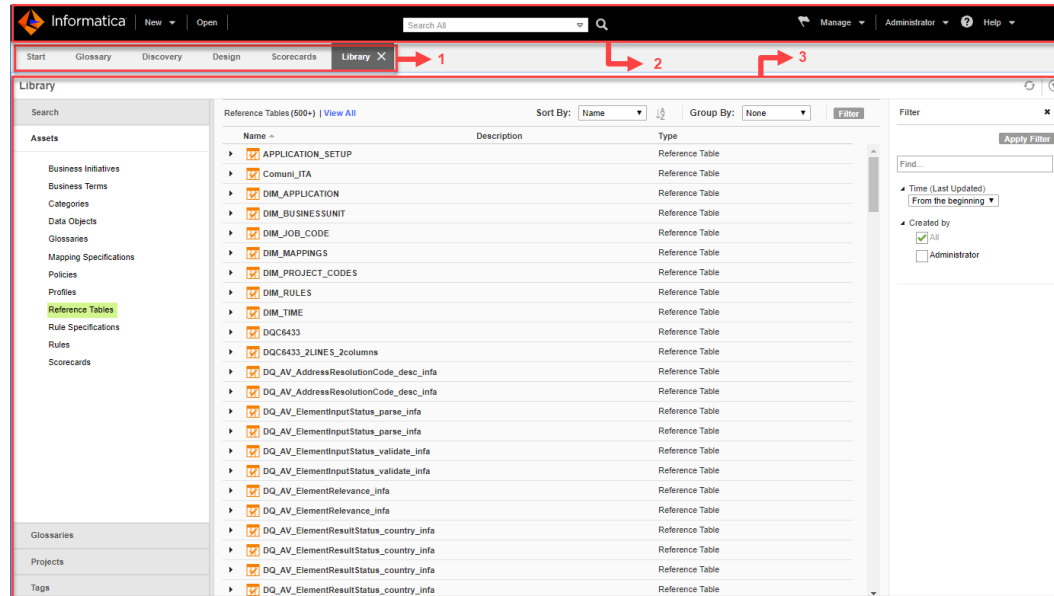 Informatica New Open Search All Manage Administrator ? Help
Start Glossary Discovery Design Scorecards Library X 1 2 3
Library
Search
Assets
Business Initiatives
Business Terms
Categories
Data Objects
Glossaries
Mapping Specifications
Policies
Profiles
Reference Tables
Rule Specifications
Rules
Scorecards
Glossaries
Projects
Tags
Reference Tables (500+) | View All Sort By: Name Group By: None Filter
Name Description Type
APPLICATION_SETUP Reference Table
Comuni_ITA Reference Table
DIM_APPLICATION Reference Table
DIM_BUSINESSUNIT Reference Table
DIM_JOB_CODE Reference Table
DIM_MAPPINGS Reference Table
DIM_PROJECT_CODES Reference Table
DIM_RULES Reference Table
DIM_TIME Reference Table
DQC6433 Reference Table
DQC6433_2LINES_2columns Reference Table
DQ_AV_AddressResolutionCode_desc_infa Reference Table
DQ_AV_AddressResolutionCode_desc_infa Reference Table
DQ_AV_ElementInputStatus_parse_infa Reference Table
DQ_AV_ElementInputStatus_parse_infa Reference Table
DQ_AV_ElementInputStatus_validate_infa Reference Table
DQ_AV_ElementInputStatus_validate_infa Reference Table
DQ_AV_ElementRelevance_infa Reference Table
DQ_AV_ElementRelevance_infa Reference Table
DQ_AV_ElementResultStatus_country_infa Reference Table
DQ_AV_ElementResultStatus_country_infa Reference Table
DQ_AV_ElementResultStatus_country_infa Reference Table
DQ_AV_ElementResultStatus_country_infa Reference Table
Filter
Apply Filter
Find...
Time (Last Updated)
From the beginning
Created by
All
Administrator